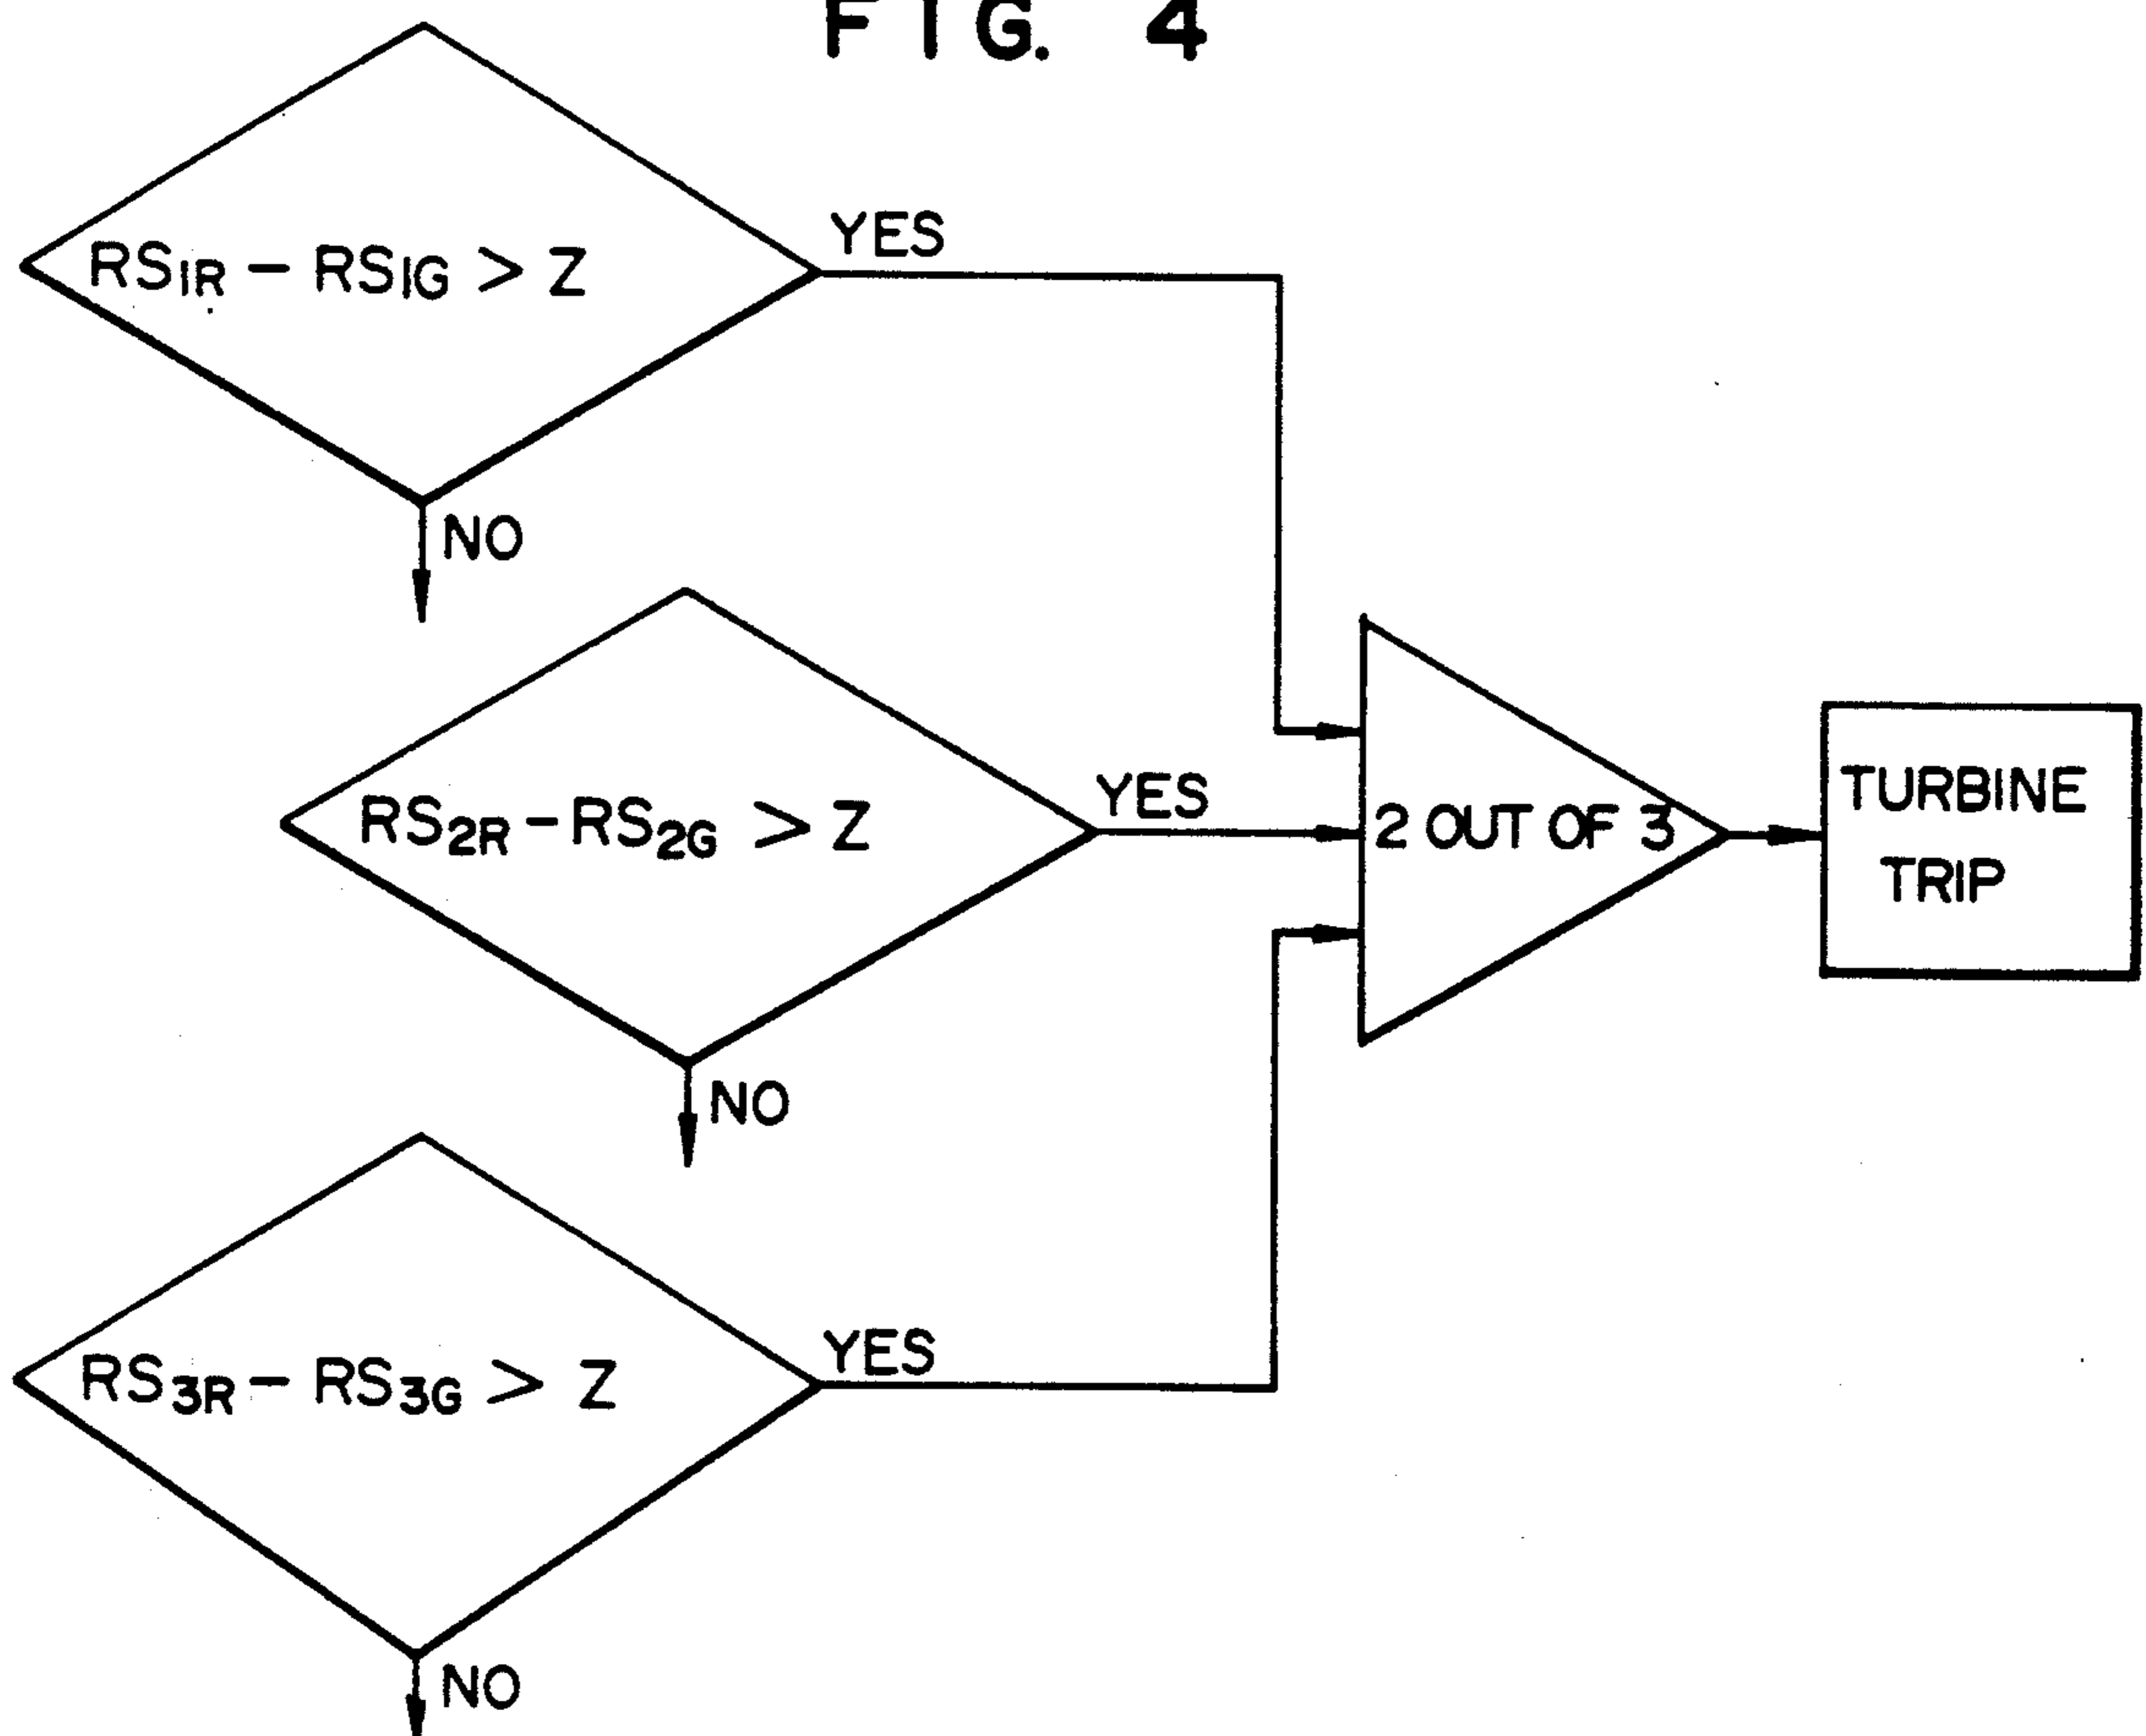 FIG. 4
RS1R - RS1G > Z
YES
NO
RS2R - RS2G > Z
YES
NO
2 OUT OF 3
TURBINE
TRIP
RS3R - RS3G > Z
YES
NO